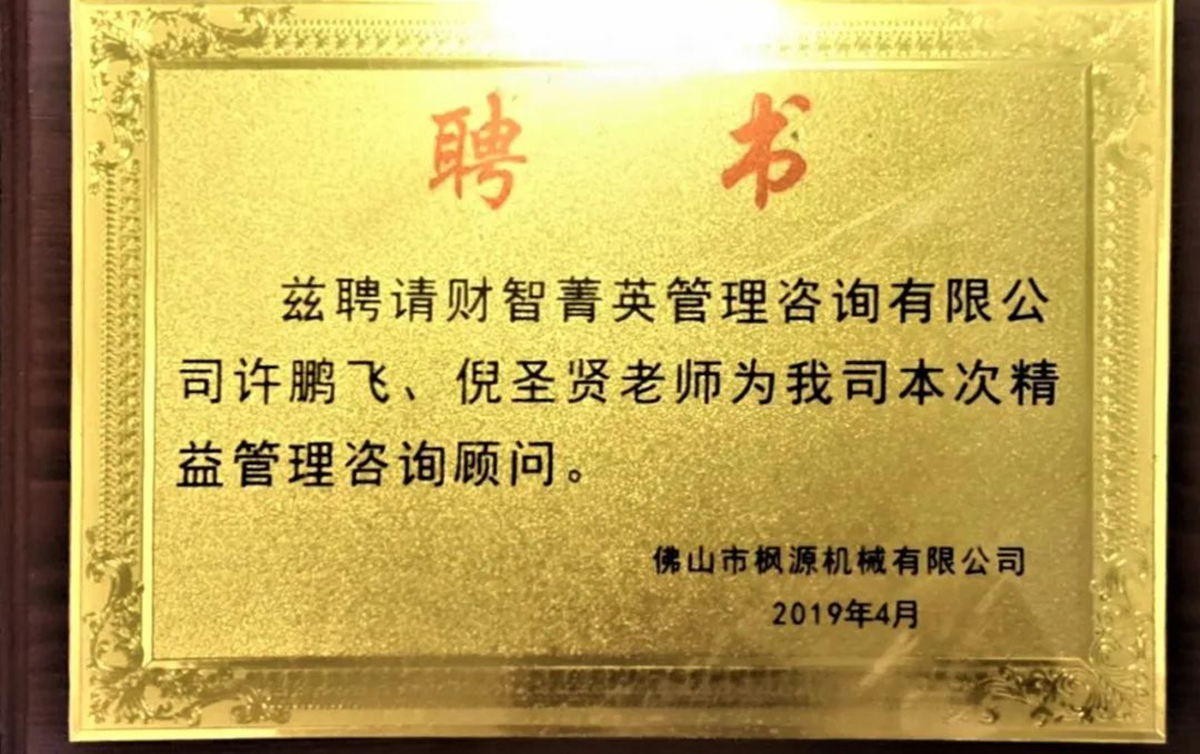 聘 书
兹聘请财智菁英管理咨询有限公
司许鹏飞、倪圣贤老师为我司本次精
益管理咨询顾问。
佛山市枫源机械有限公司
2019年4月